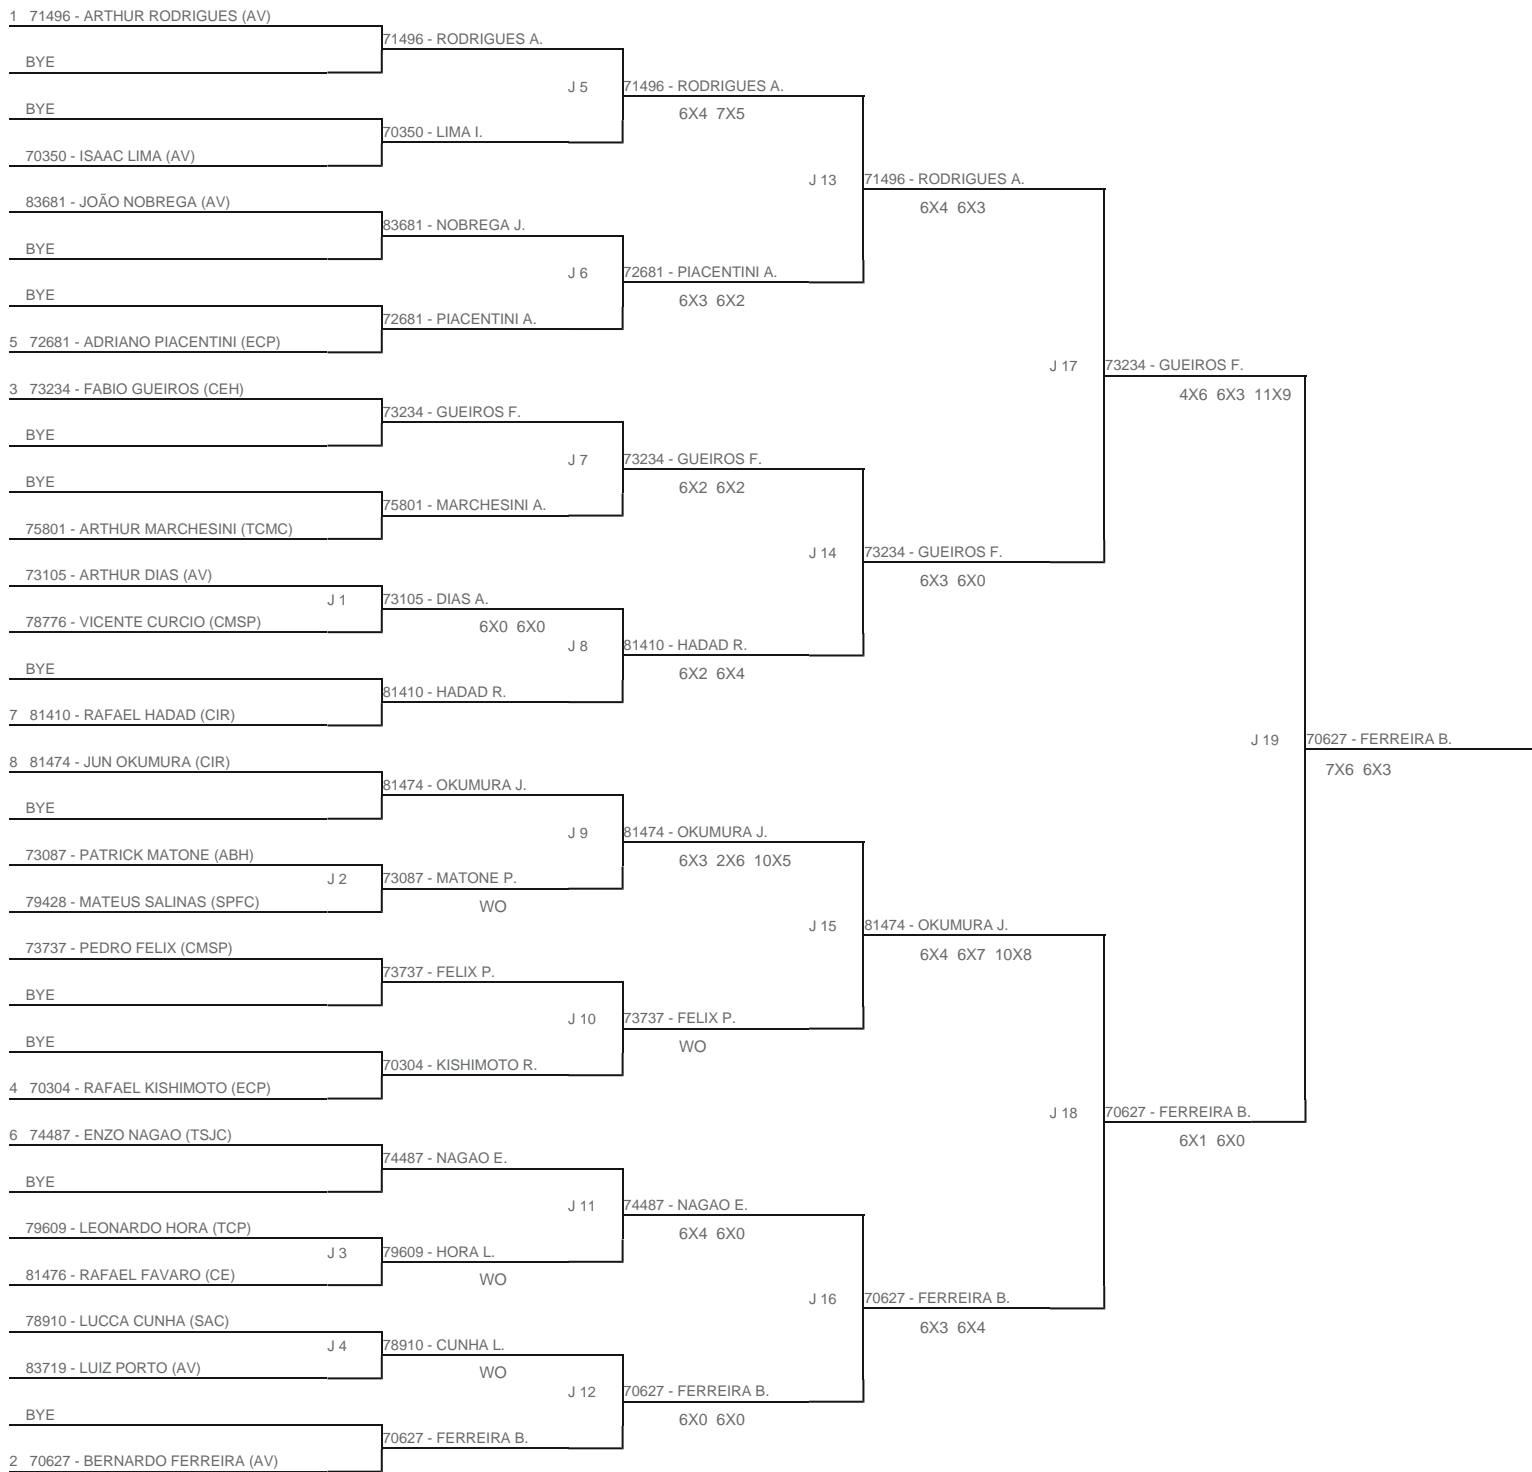 1 71496 - ARTHUR RODRIGUES (AV)
71496 - RODRIGUES A.
BYE
J 5 71496 - RODRIGUES A.
BYE
6X4 7X5
70350 - LIMA I.
70350 - ISAAC LIMA (AV)
J 13 71496 - RODRIGUES A.
83681 - JOÃO NOBREGA (AV)
6X4 6X3
83681 - NOBREGA J.
BYE
J 6 72681 - PIACENTINI A.
BYE
6X3 6X2
72681 - PIACENTINI A.
5 72681 - ADRIANO PIACENTINI (ECP)
J 17 73234 - GUEIROS F.
3 73234 - FABIO GUEIROS (CEH)
4X6 6X3 11X9
73234 - GUEIROS F.
BYE
J 7 73234 - GUEIROS F.
BYE
6X2 6X2
75801 - MARCHESINI A.
75801 - ARTHUR MARCHESINI (TCMC)
J 14 73234 - GUEIROS F.
73105 - ARTHUR DIAS (AV)
6X3 6X0
J 1 73105 - DIAS A.
78776 - VICENTE CURCIO (CMSP)
6X0 6X0
J 8 81410 - HADAD R.
BYE
6X2 6X4
81410 - HADAD R.
7 81410 - RAFAEL HADAD (CIR)
J 19 70627 - FERREIRA B.
8 81474 - JUN OKUMURA (CIR)
7X6 6X3
81474 - OKUMURA J.
BYE
J 9 81474 - OKUMURA J.
73087 - PATRICK MATONE (ABH)
6X3 2X6 10X5
J 2 73087 - MATONE P.
79428 - MATEUS SALINAS (SPFC)
WO
J 15 81474 - OKUMURA J.
73737 - PEDRO FELIX (CMSP)
6X4 6X7 10X8
73737 - FELIX P.
BYE
J 10 73737 - FELIX P.
BYE
WO
70304 - KISHIMOTO R.
4 70304 - RAFAEL KISHIMOTO (ECP)
J 18 70627 - FERREIRA B.
6 74487 - ENZO NAGAO (TSJC)
6X1 6X0
74487 - NAGAO E.
BYE
J 11 74487 - NAGAO E.
79609 - LEONARDO HORA (TCP)
6X4 6X0
J 3 79609 - HORA L.
81476 - RAFAEL FAVARO (CE)
WO
J 16 70627 - FERREIRA B.
78910 - LUCCA CUNHA (SAC)
6X3 6X4
J 4 78910 - CUNHA L.
83719 - LUIZ PORTO (AV)
WO
J 12 70627 - FERREIRA B.
BYE
6X0 6X0
70627 - FERREIRA B.
2 70627 - BERNARDO FERREIRA (AV)